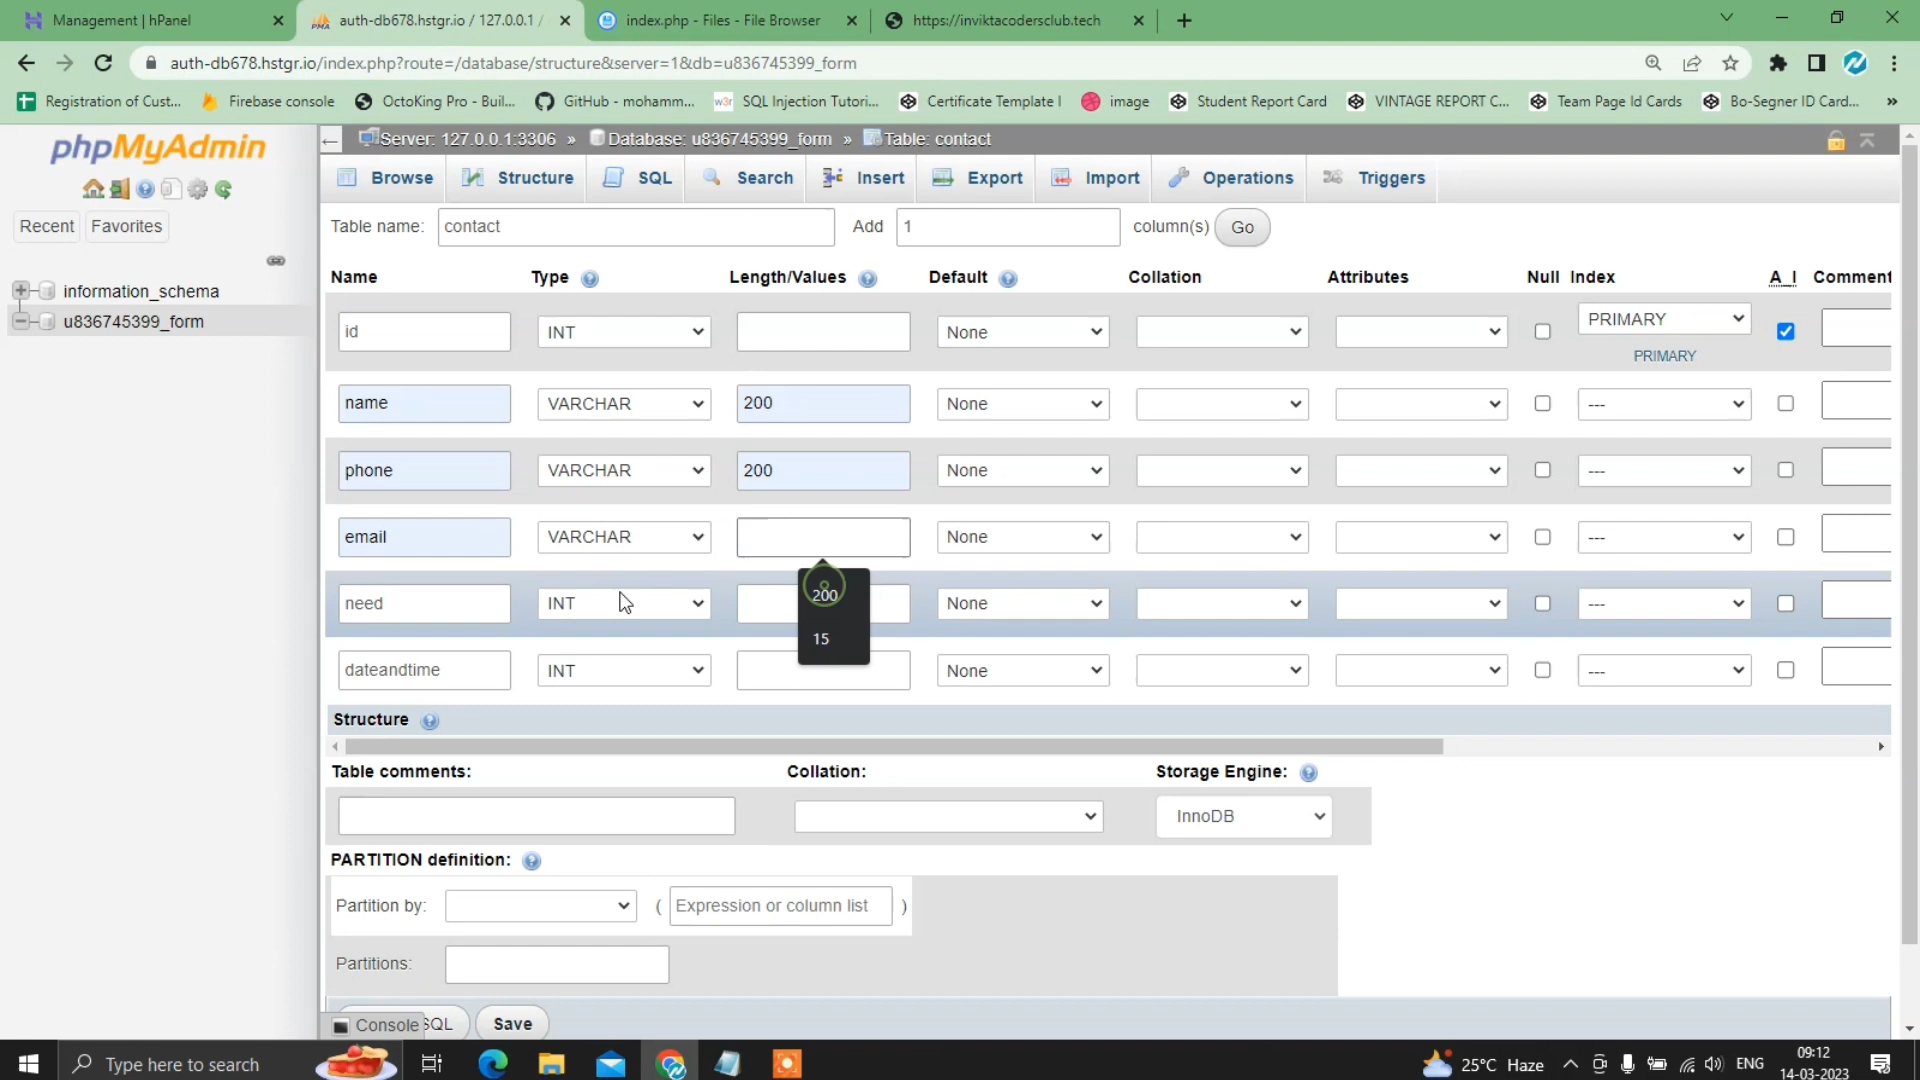 Management | hPanel
auth-db678.hstgr.io / 127.0.0.1 /
index.php - Files - File Browser
https://inviktacodersclub.tech
auth-db678.hstgr.io/index.php?route=/database/structure&server=1&db=u836745399_form
Registration of Cust...
Firebase console
OctoKing Pro - Buil...
GitHub - mohamm...
w3r
SQL Injection Tutori...
Certificate Template I
image
Student Report Card
VINTAGE REPORT C...
Team Page Id Cards
Bo-Segner ID Card...
»
phpMyAdmin
Server: 127.0.0.1:3306 » Database: u836745399_form » Table: contact
Browse
Structure
SQL
Search
Insert
Export
Import
Operations
Triggers
Recent
Favorites
information_schema
u836745399_form
Table name:
contact
Add
1
column(s)
Go
Name
Type
Length/Values
Default
Collation
Attributes
Null
Index
A_I
Comment
id
INT
None
PRIMARY
PRIMARY
name
VARCHAR
200
None
---
phone
VARCHAR
200
None
---
email
VARCHAR
None
---
200
15
need
INT
None
---
dateandtime
INT
None
---
Structure
Table comments:
Collation:
Storage Engine:
InnoDB
PARTITION definition:
Partition by:
(
Expression or column list
)
Partitions:
Console
SQL
Save
Type here to search
25°C Haze
ENG
09:12
14-03-2023